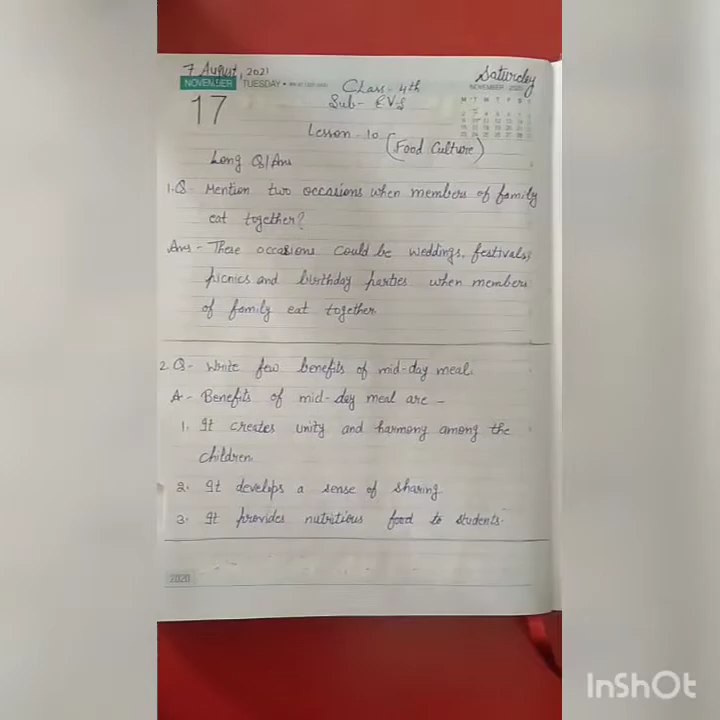 7 August, 2021 Saturday
NOVEMBER TUESDAY
NOVEMBER 2020
17
Class - 4th
Sub - E.V.S
Lesson - 10 (Food Culture)
Long Q/Ans
1. Q - Mention two occasions when members of family
eat together?
Ans - These occasions could be weddings, festivals,
picnics and birthday parties when members
of family eat together.
2. Q - Write few benefits of mid-day meal.
A - Benefits of mid-day meal are -
1. It creates unity and harmony among the
children.
2. It develops a sense of sharing
3. It provides nutritious food to students.
2020
InShOt